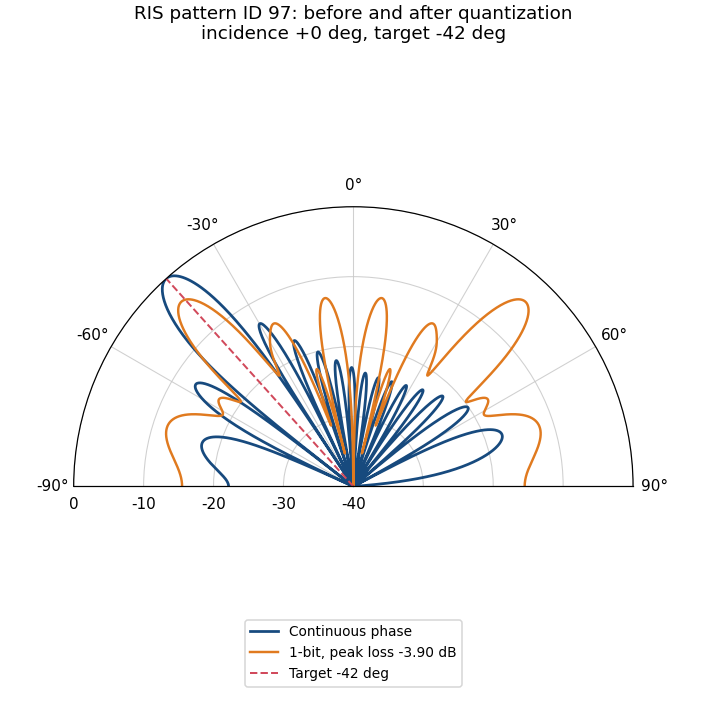 RIS pattern ID 97: before and after quantization
incidence +0 deg, target -42 deg
0°
-30°
30°
-60°
60°
-90°
90°
0
-10
-20
-30
-40
Continuous phase
1-bit, peak loss -3.90 dB
Target -42 deg